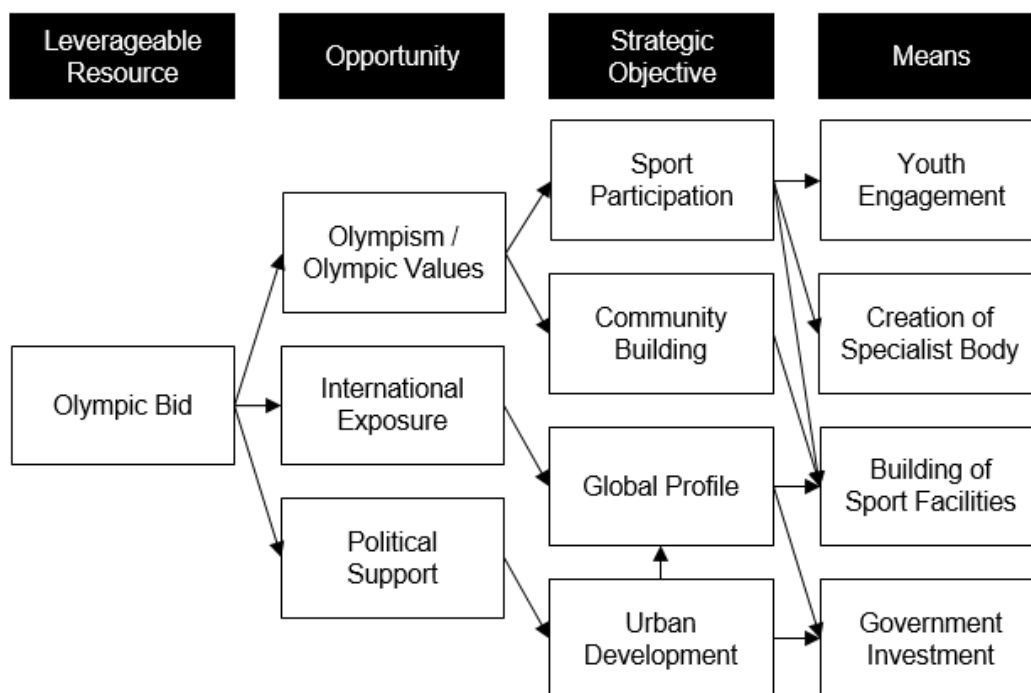 Leverageable
Resource
Opportunity
Strategic
Objective
Means
Olympic Bid
Olympism /
Olympic Values
International
Exposure
Political
Support
Sport
Participation
Community
Building
Global Profile
Urban
Development
Youth
Engagement
Creation of
Specialist Body
Building of
Sport Facilities
Government
Investment